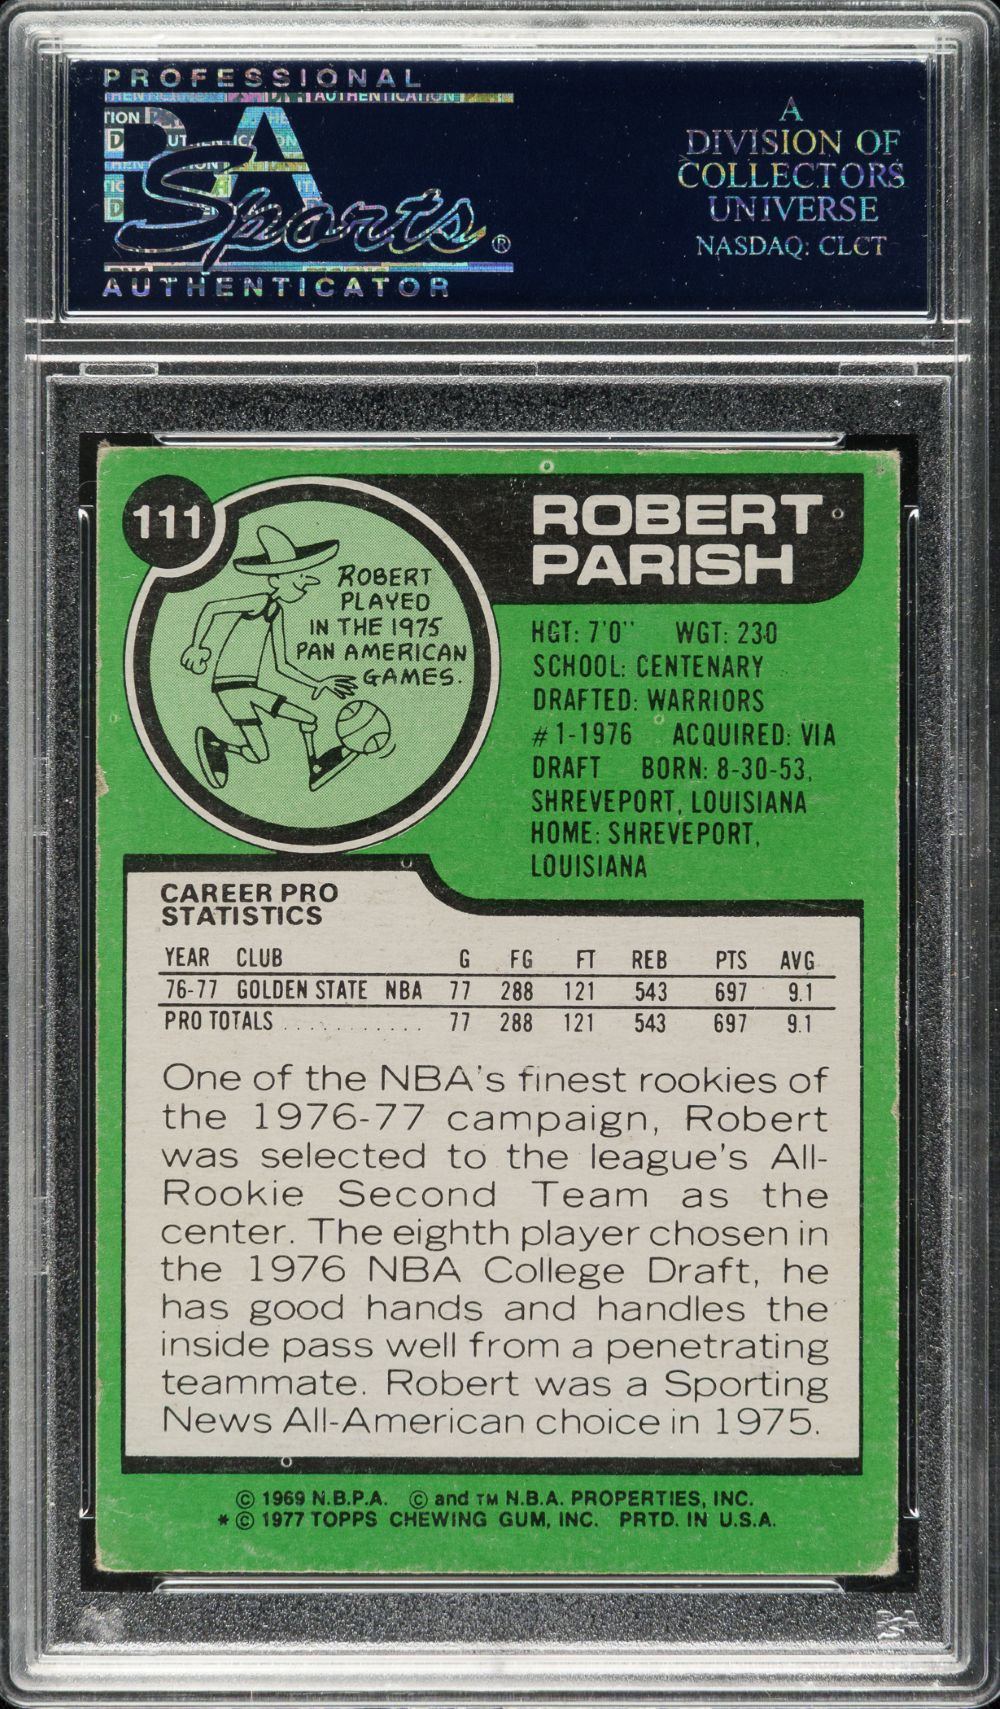 PROFESSIONAL
PSA
Sports®
AUTHENTICATOR
A
DIVISION OF
COLLECTORS
UNIVERSE
NASDAQ: CLCT
111
ROBERT
PLAYED
IN THE 1975
PAN AMERICAN
GAMES.
ROBERT
PARISH
HGT: 7'0" WGT: 230
SCHOOL: CENTENARY
DRAFTED: WARRIORS
#1-1976 ACQUIRED: VIA
DRAFT BORN: 8-30-53,
SHREVEPORT, LOUISIANA
HOME: SHREVEPORT,
LOUISIANA
CAREER PRO
STATISTICS
YEAR CLUB G FG FT REB PTS AVG
76-77 GOLDEN STATE NBA 77 288 121 543 697 9.1
PRO TOTALS . . . . . . . . . . . . 77 288 121 543 697 9.1
One of the NBA's finest rookies of
the 1976-77 campaign, Robert
was selected to the league's All-
Rookie Second Team as the
center. The eighth player chosen in
the 1976 NBA College Draft, he
has good hands and handles the
inside pass well from a penetrating
teammate. Robert was a Sporting
News All-American choice in 1975.
© 1969 N.B.P.A. © and TM N.B.A. PROPERTIES, INC.
* © 1977 TOPPS CHEWING GUM, INC. PRTD. IN U.S.A.
PSA